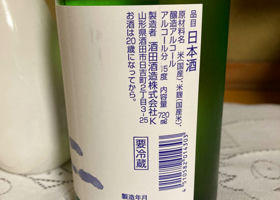 品目 日本酒
原材料名 米(国産)、米麹(国産米)、
醸造アルコール
アルコール分 15度 内容量 720ml
製造者 酒田酒造株式会社K
山形県酒田市日吉町2丁目3-25
お酒は20歳になってから。
要冷蔵
製造年月
4510582014303